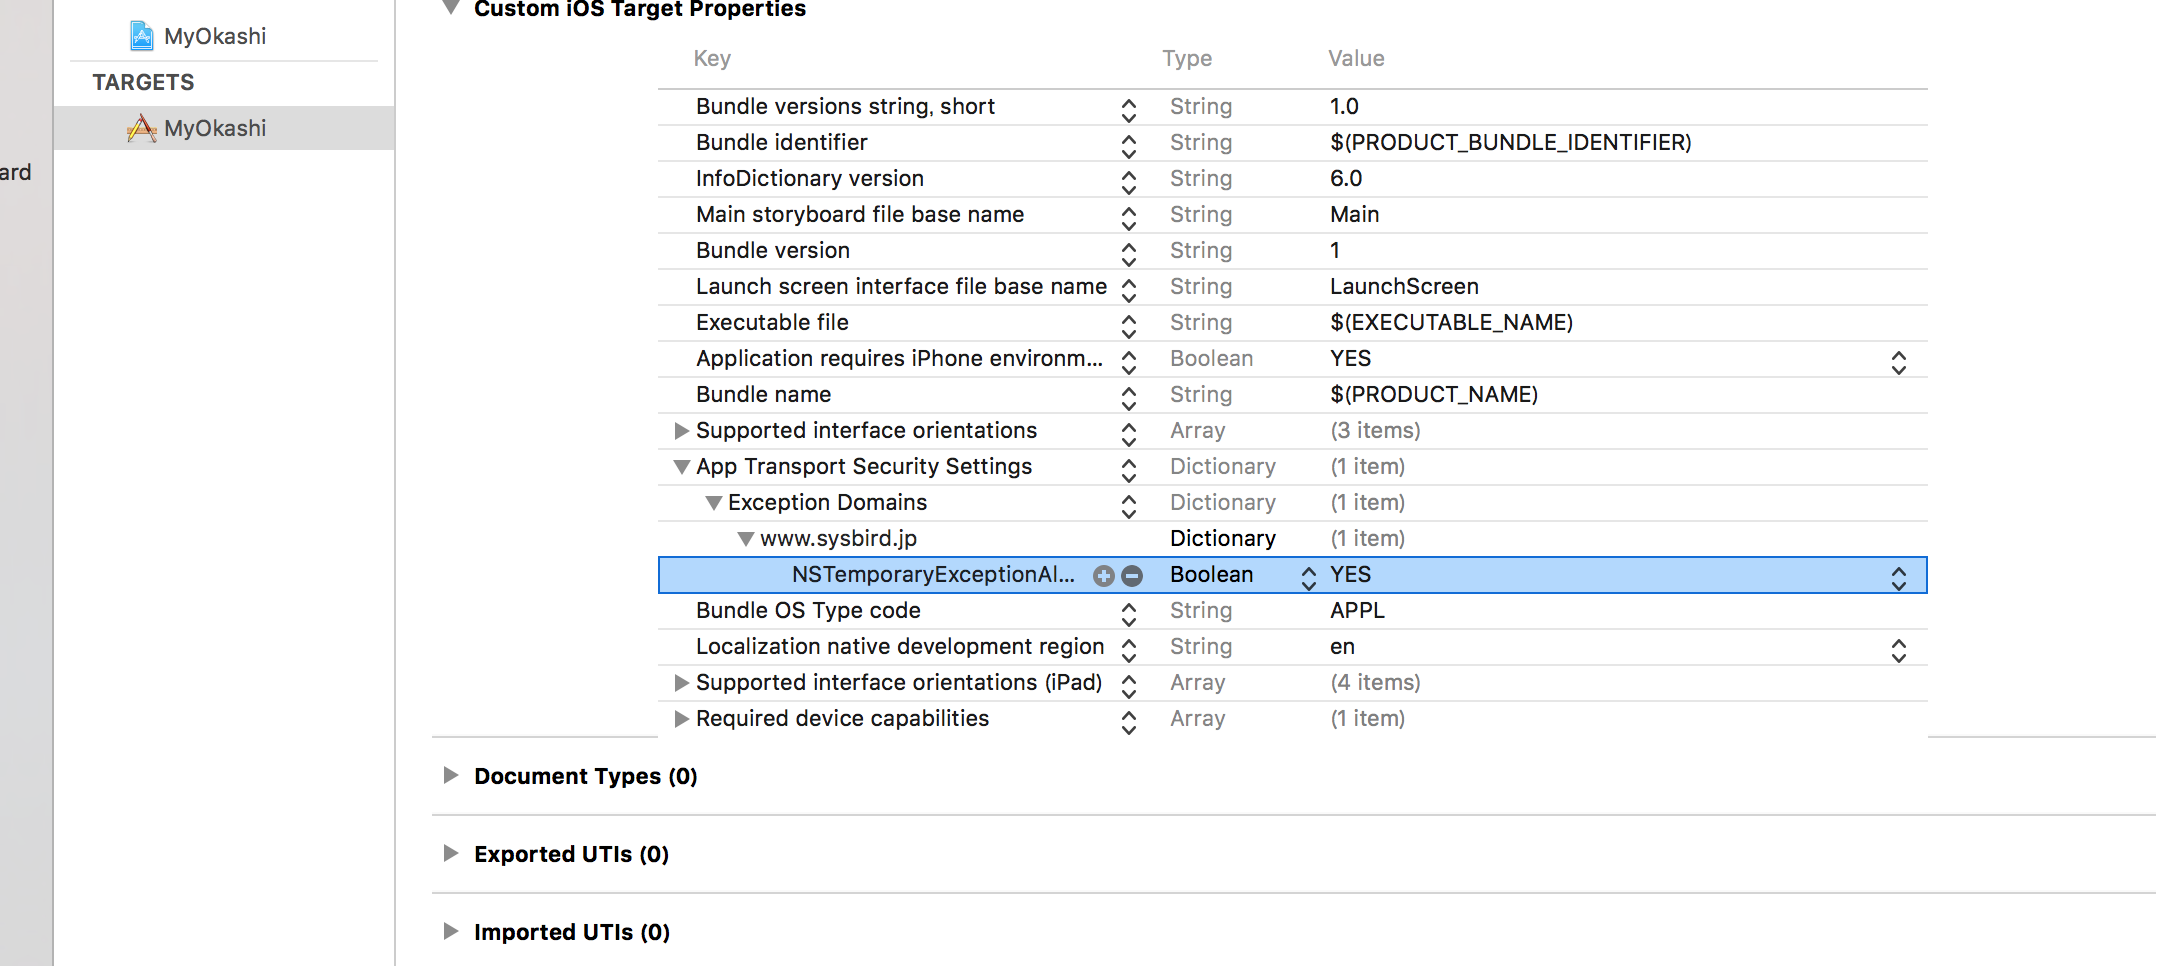 Custom iOS Target Properties
MyOkashi
TARGETS
MyOkashi
ard
Key Type Value
Bundle versions string, short String 1.0
Bundle identifier String $(PRODUCT_BUNDLE_IDENTIFIER)
InfoDictionary version String 6.0
Main storyboard file base name String Main
Bundle version String 1
Launch screen interface file base name String LaunchScreen
Executable file String $(EXECUTABLE_NAME)
Application requires iPhone environm... Boolean YES
Bundle name String $(PRODUCT_NAME)
Supported interface orientations Array (3 items)
App Transport Security Settings Dictionary (1 item)
Exception Domains Dictionary (1 item)
www.sysbird.jp Dictionary (1 item)
NSTemporaryExceptionAl... Boolean YES
Bundle OS Type code String APPL
Localization native development region String en
Supported interface orientations (iPad) Array (4 items)
Required device capabilities Array (1 item)
Document Types (0)
Exported UTIs (0)
Imported UTIs (0)